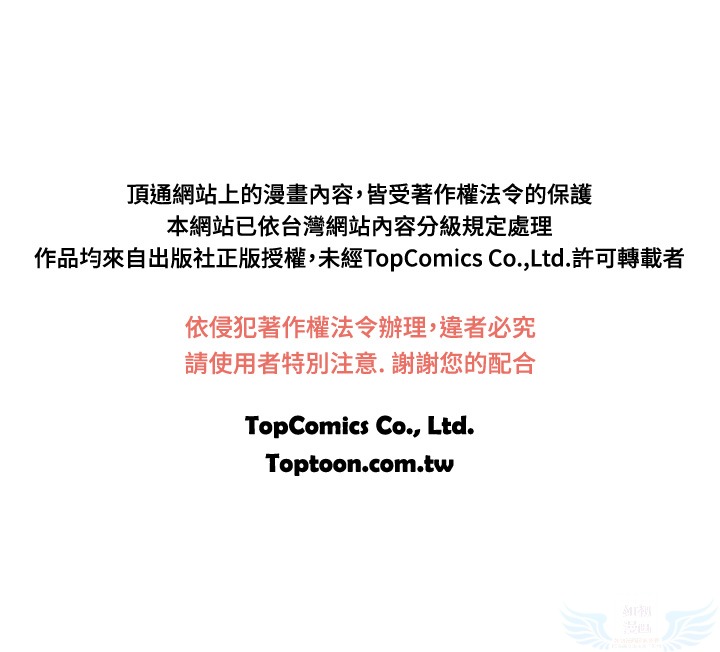 頂通網站上的漫畫內容，皆受著作權法令的保護
本網站已依台灣網站內容分級規定處理
作品均來自出版社正版授權，未經TopComics Co.,Ltd.許可轉載者
依侵犯著作權法令辦理，違者必究
請使用者特別注意. 謝謝您的配合
TopComics Co., Ltd.
Toptoon.com.tw